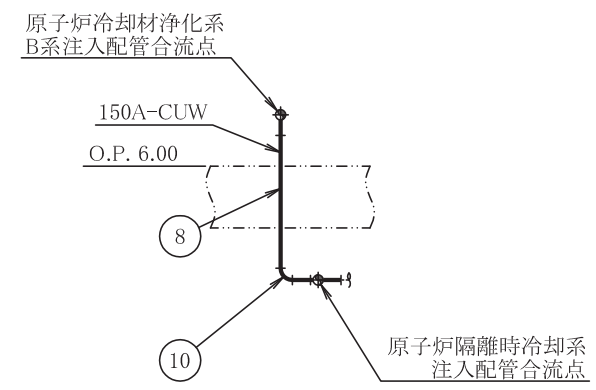 原子炉冷却材浄化系
B系注入配管合流点
150A-CUW
O.P. 6.00
8
10
原子炉隔離時冷却系
注入配管合流点